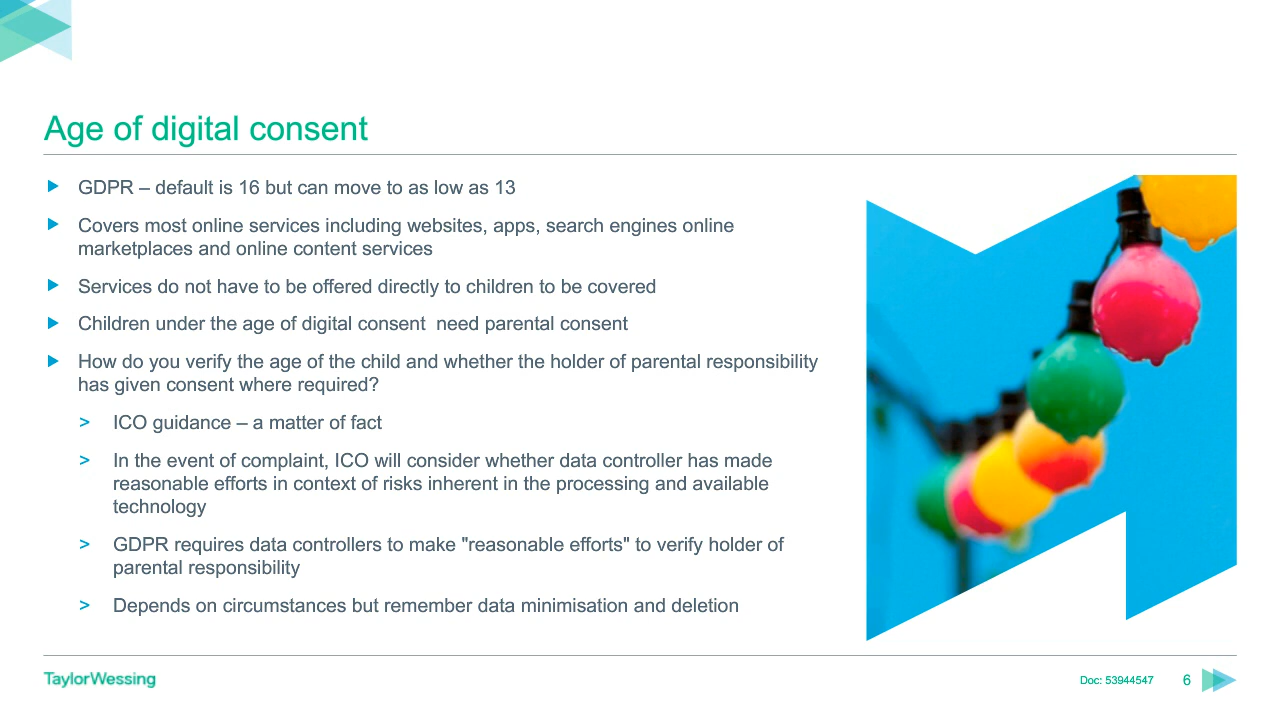 Age of digital consent
GDPR – default is 16 but can move to as low as 13
Covers most online services including websites, apps, search engines online
marketplaces and online content services
Services do not have to be offered directly to children to be covered
Children under the age of digital consent  need parental consent
How do you verify the age of the child and whether the holder of parental responsibility
has given consent where required?
> ICO guidance – a matter of fact
> In the event of complaint, ICO will consider whether data controller has made
reasonable efforts in context of risks inherent in the processing and available
technology
> GDPR requires data controllers to make "reasonable efforts" to verify holder of
parental responsibility
> Depends on circumstances but remember data minimisation and deletion
TaylorWessing
Doc: 53944547
6